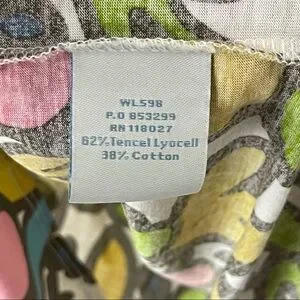 WL598
P.O 853299
RN 118027
62%Tencel Lyocell
38% Cotton